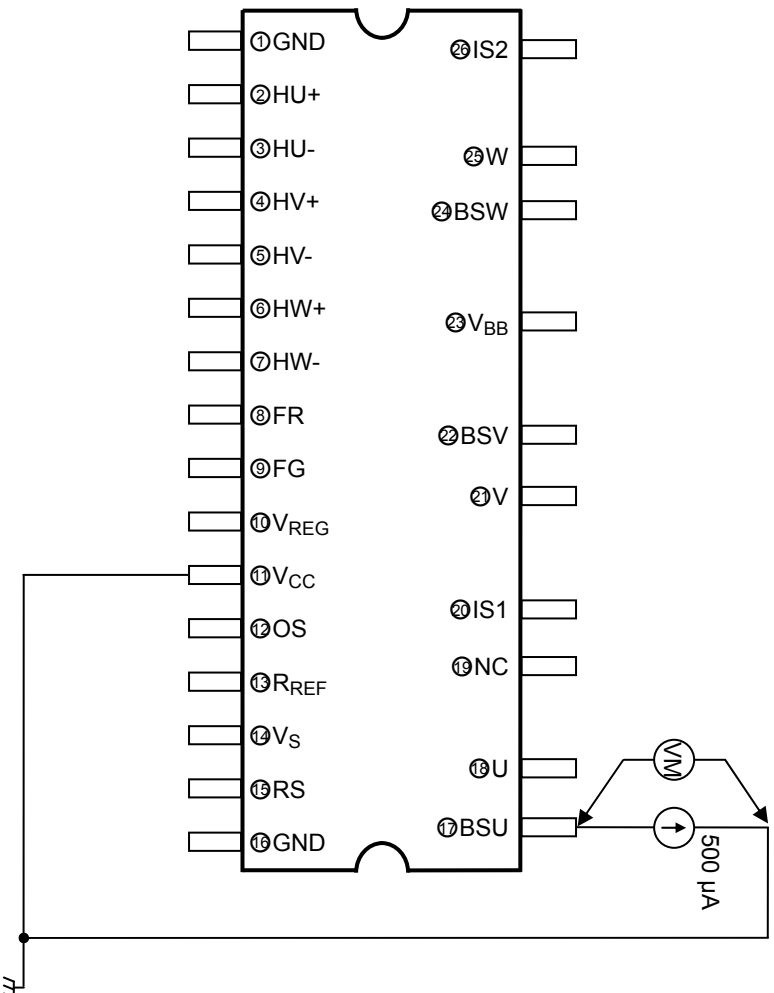 ①GND
②HU+
③HU-
④HV+
⑤HV-
⑥HW+
⑦HW-
⑧FR
⑨FG
⑩VREG
⑪VCC
⑫OS
⑬RREF
⑭VS
⑮RS
⑯GND
㉖IS2
㉕W
㉔BSW
㉓VBB
㉒BSV
㉑V
⑳IS1
⑲NC
⑱U
⑰BSU
VM
500 μA